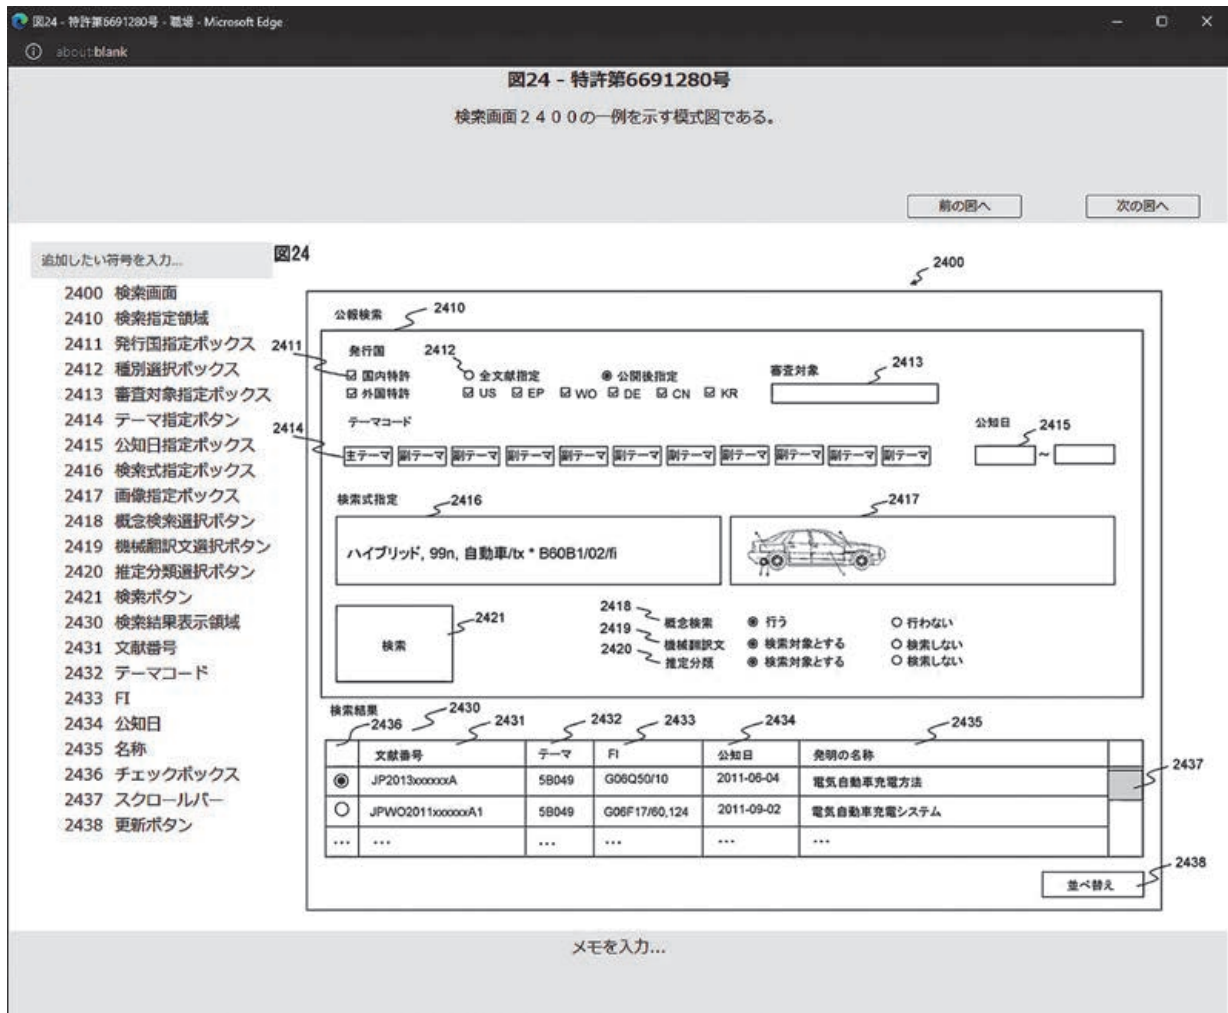 図24 - 特許第6691280号 - 職場 - Microsoft Edge
about:blank
図24 - 特許第6691280号
検索画面２４００の一例を示す模式図である。
前の図へ
次の図へ
追加したい符号を入力...
2400 検索画面
2410 検索指定領域
2411 発行国指定ボックス
2412 種別選択ボックス
2413 審査対象指定ボックス
2414 テーマ指定ボタン
2415 公知日指定ボックス
2416 検索式指定ボックス
2417 画像指定ボックス
2418 概念検索選択ボタン
2419 機械翻訳文選択ボタン
2420 推定分類選択ボタン
2421 検索ボタン
2430 検索結果表示領域
2431 文献番号
2432 テーマコード
2433 FI
2434 公知日
2435 名称
2436 チェックボックス
2437 スクロールバー
2438 更新ボタン
図24
2400
公報検索 2410
発行国 2412
2411
国内特許 全文献指定 公開後指定 審査対象 2413
外国特許 US EP WO DE CN KR
テーマコード 公知日 2415
2414
主テーマ 副テーマ 副テーマ 副テーマ 副テーマ 副テーマ 副テーマ 副テーマ 副テーマ 副テーマ 副テーマ ～
検索式指定 2416 2417
ハイブリッド, 99n, 自動車/tx * B60B1/02/fi
検索 2421
2418 概念検索 行う 行わない
2419 機械翻訳文 検索対象とする 検索しない
2420 推定分類 検索対象とする 検索しない
検索結果 2430
2436 2431 2432 2433 2434 2435
文献番号 テーマ FI 公知日 発明の名称
2437
JP2013xxxxxxA 5B049 G06Q50/10 2011-06-04 電気自動車充電方法
JPWO2011xxxxxxA1 5B049 G06F17/60,124 2011-09-02 電気自動車充電システム
… … … … … …
2438
並べ替え
メモを入力...